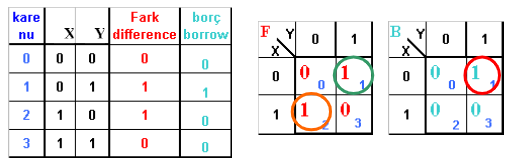 kare nu X Y Fark difference borç borrow
0 0 0 0 0
1 0 1 1 1
2 1 0 1 0
3 1 1 0 0
F Y X 0 1
0 0 0 1 1
1 1 2 0 3
B Y X 0 1
0 0 0 1 1
1 0 2 0 3